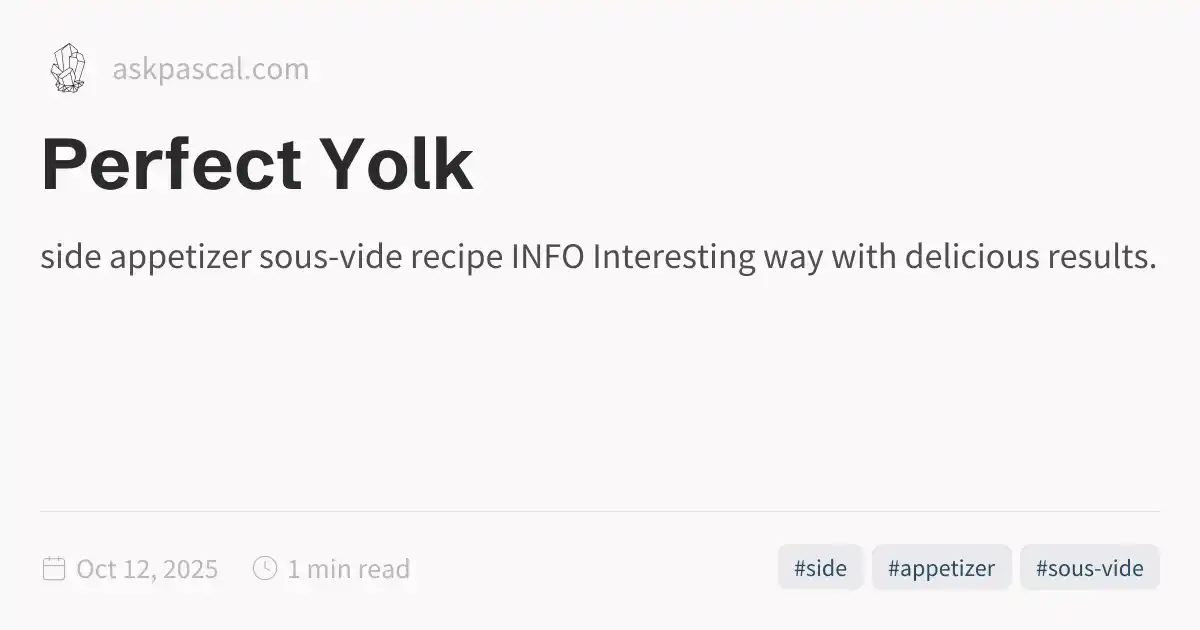 askpascal.com
Perfect Yolk
side appetizer sous-vide recipe INFO Interesting way with delicious results.
Oct 12, 2025 1 min read #side #appetizer #sous-vide